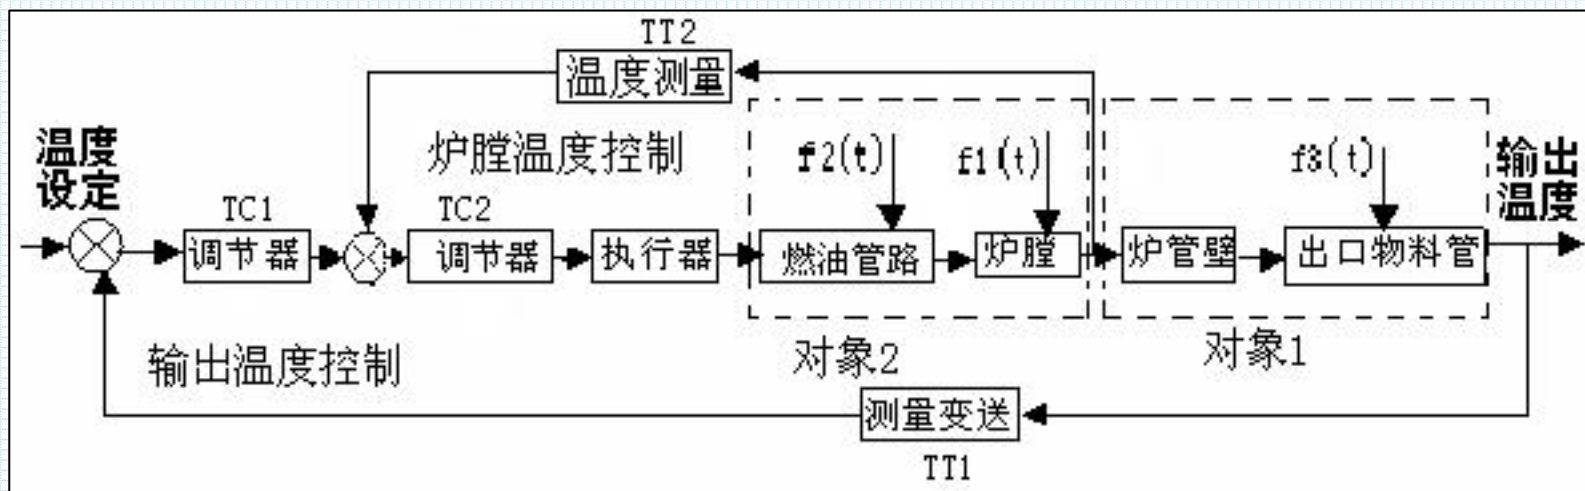 TT2
温度测量
炉膛温度控制
f2(t)
f1(t)
f3(t)
温度
设定
输出
温度
TC1
TC2
调节器
调节器
执行器
燃油管路
炉膛
炉管壁
出口物料管
输出温度控制
对象2
对象1
测量变送
TT1